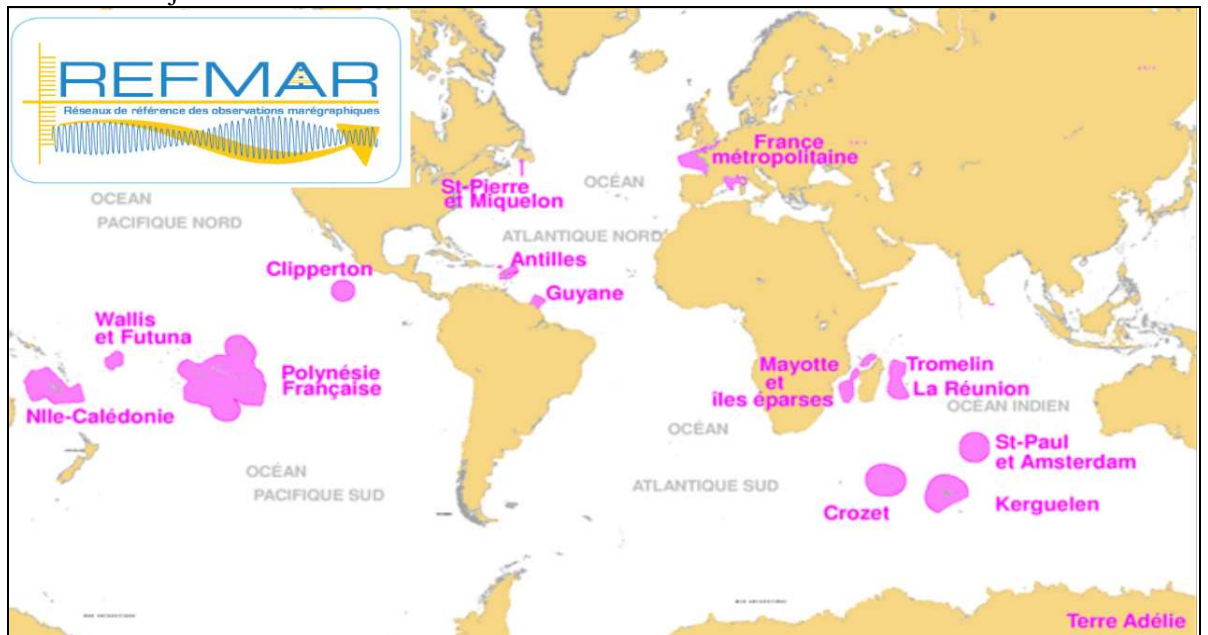 REFMAR
Réseaux de référence des observations marégraphiques
France
métropolitaine
St-Pierre
et Miquelon
OCÉAN
ATLANTIQUE NORD
OCEAN
PACIFIQUE NORD
Clipperton
Antilles
Guyane
Wallis
et Futuna
Polynésie
Française
Nlle-Calédonie
Mayotte
et
îles éparses
Tromelin
La Réunion
OCÉAN INDIEN
OCÉAN
ATLANTIQUE SUD
OCÉAN
PACIFIQUE SUD
St-Paul
et Amsterdam
Crozet
Kerguelen
Terre Adélie